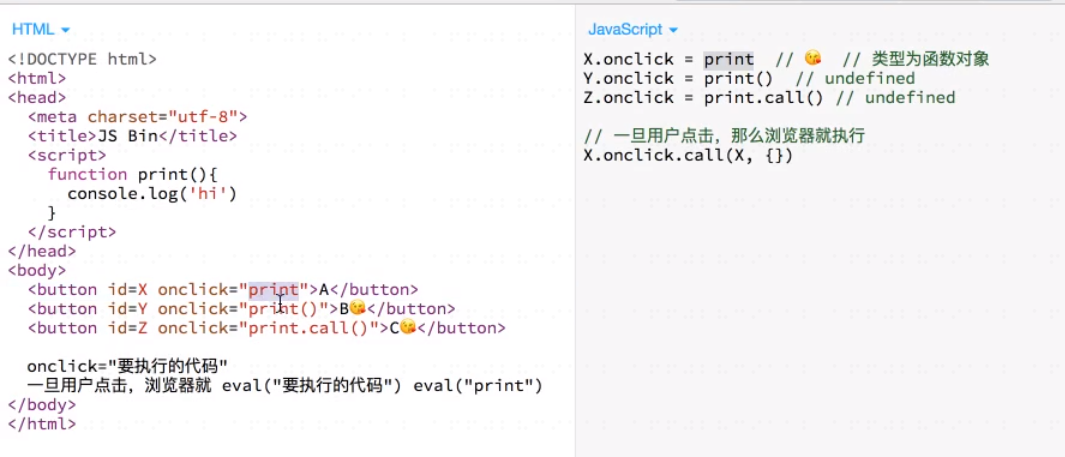 HTML
<!DOCTYPE html>
<html>
<head>
  <meta charset="utf-8">
  <title>JS Bin</title>
  <script>
    function print(){
      console.log('hi')
    }
  </script>
</head>
<body>
  <button id=X onclick="print">A</button>
  <button id=Y onclick="print()">B😘</button>
  <button id=Z onclick="print.call()">C😘</button>

  onclick="要执行的代码"
  一旦用户点击，浏览器就 eval("要执行的代码") eval("print")
</body>
</html>
JavaScript
X.onclick = print  // 😘  // 类型为函数对象
Y.onclick = print()  // undefined
Z.onclick = print.call() // undefined

// 一旦用户点击，那么浏览器就执行
X.onclick.call(X, {})